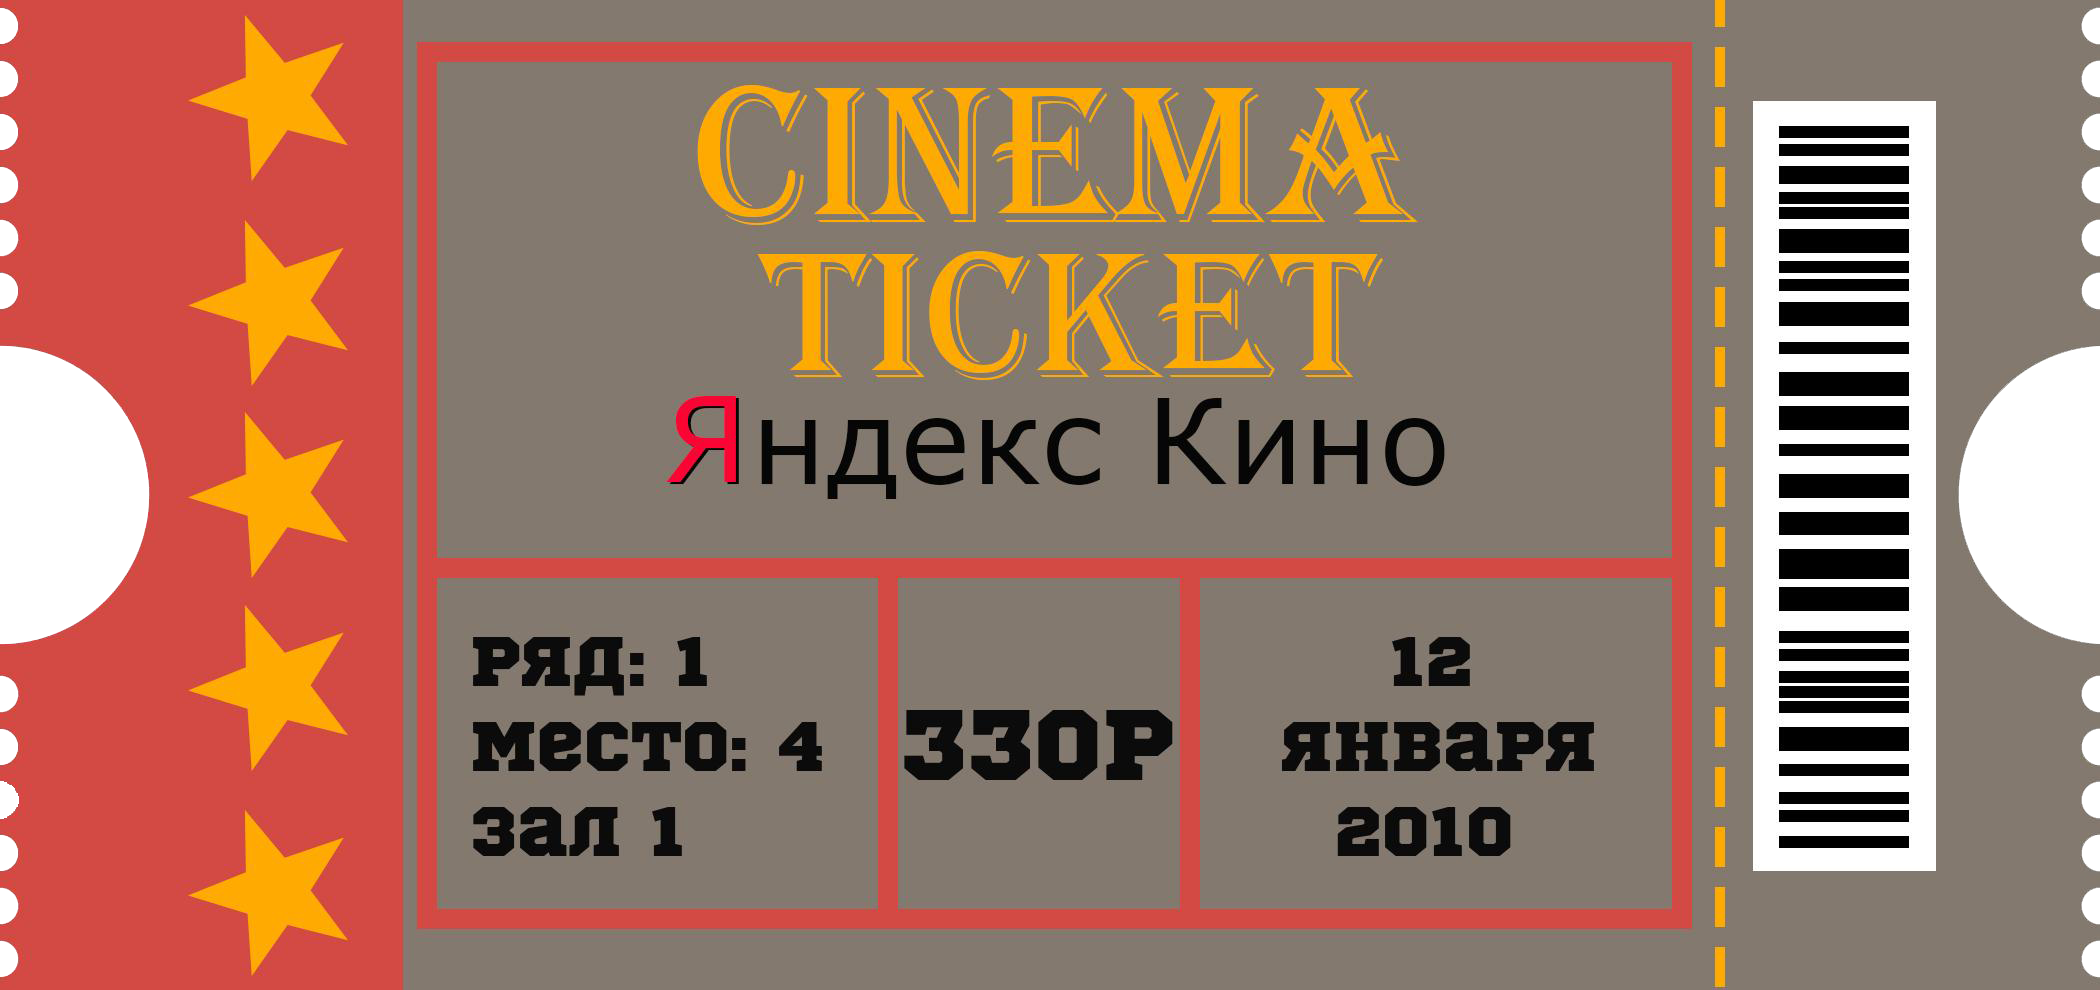 CINEMA
TICKET
Яндекс Кино
РЯД: 1
МЕСТО: 4
ЗАЛ 1
330Р
12
ЯНВАРЯ
2010